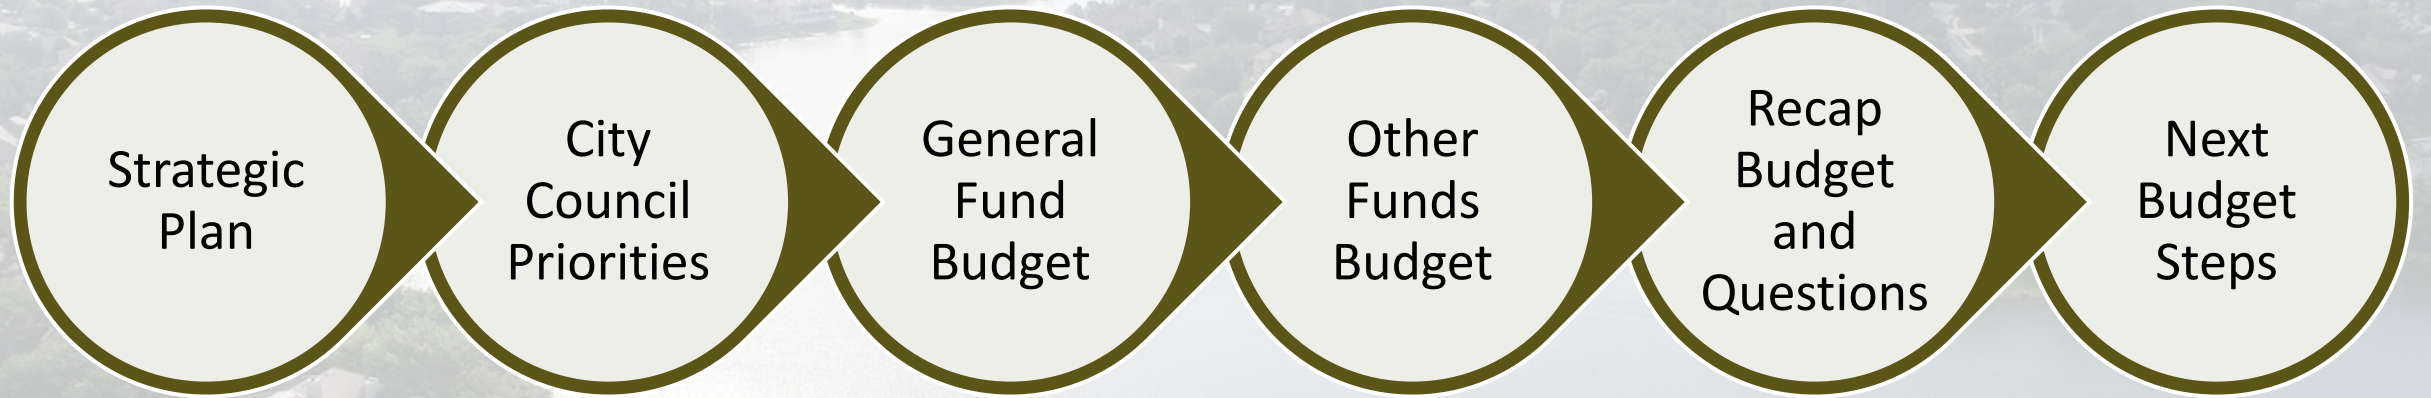 Strategic
Plan
City
Council
Priorities
General
Fund
Budget
Other
Funds
Budget
Recap
Budget
and
Questions
Next
Budget
Steps